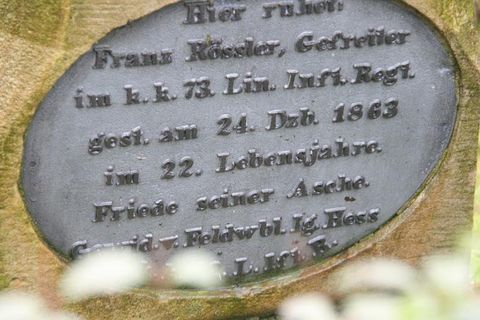 Hier ruhet:
Franz Rössler, Gefreiter
im k. k. 73. Lin. Inft. Regt.
gest. am 24. Dzb. 1863
im 22. Lebensjahre.
Friede seiner Asche.
v. Feldwbl. Ig. Hess